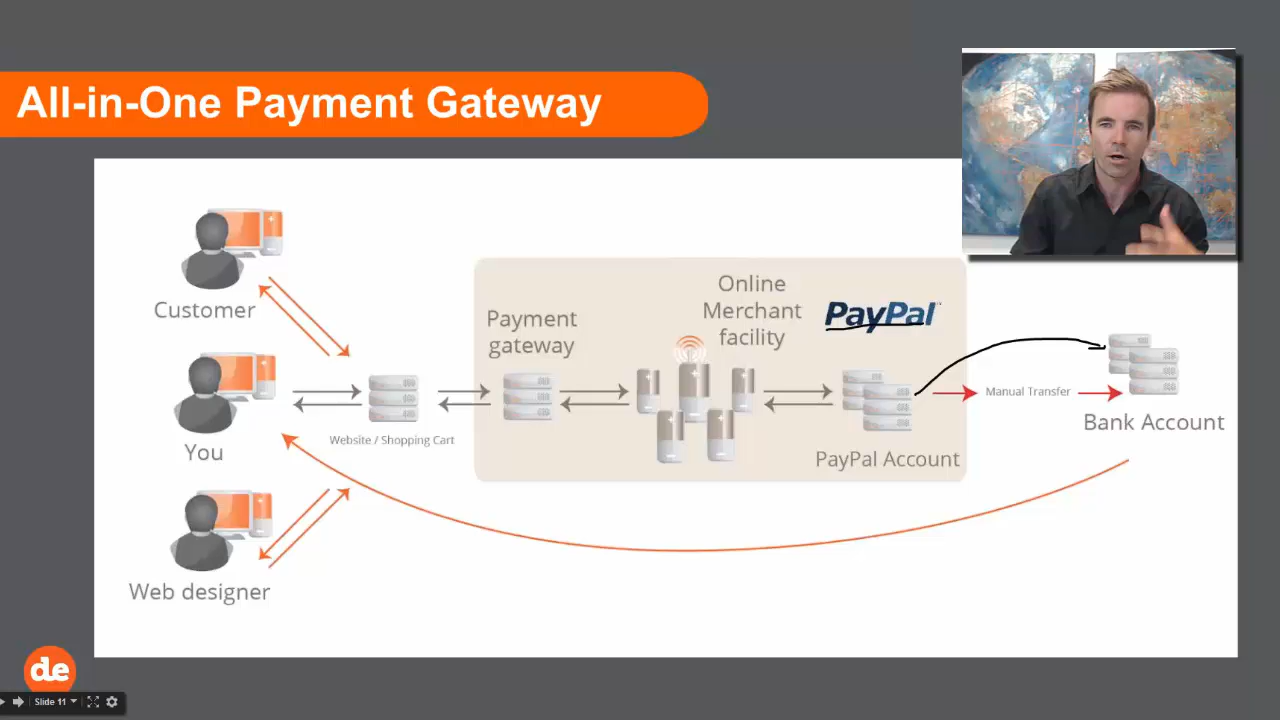 All-in-One Payment Gateway
Customer
You
Web designer
Website / Shopping Cart
Payment
gateway
Online
Merchant
facility
PayPal
PayPal Account
Manual Transfer
Bank Account
de
Slide 11